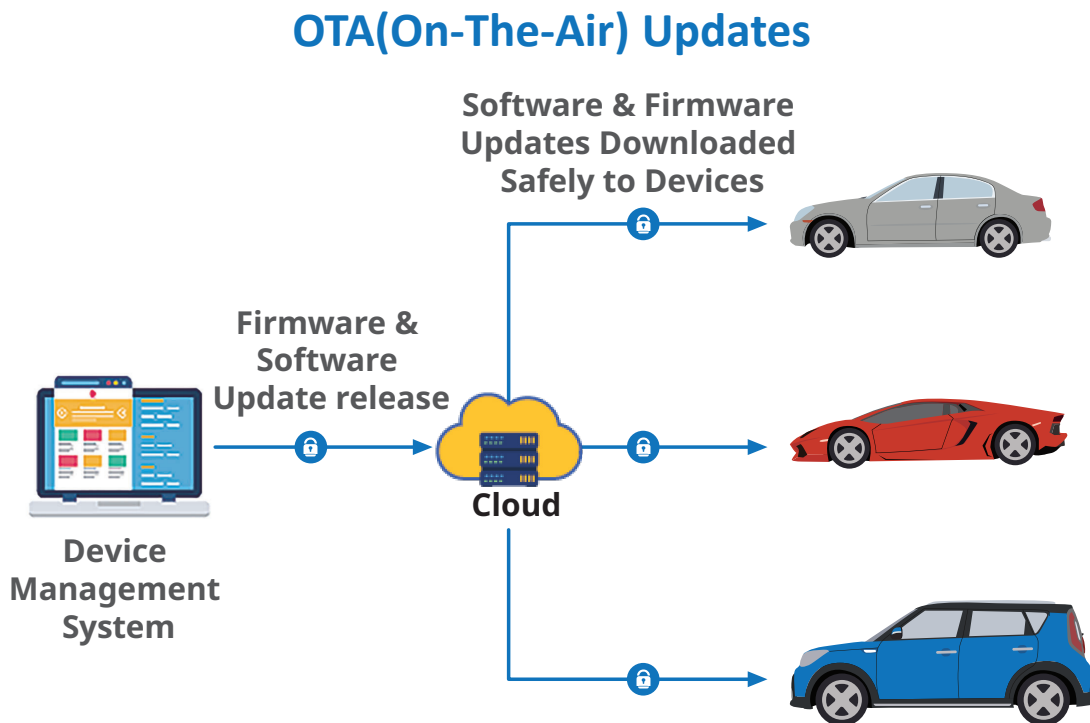 OTA(On-The-Air) Updates
Software & Firmware
Updates Downloaded
Safely to Devices
Firmware &
Software
Update release
Cloud
Device
Management
System